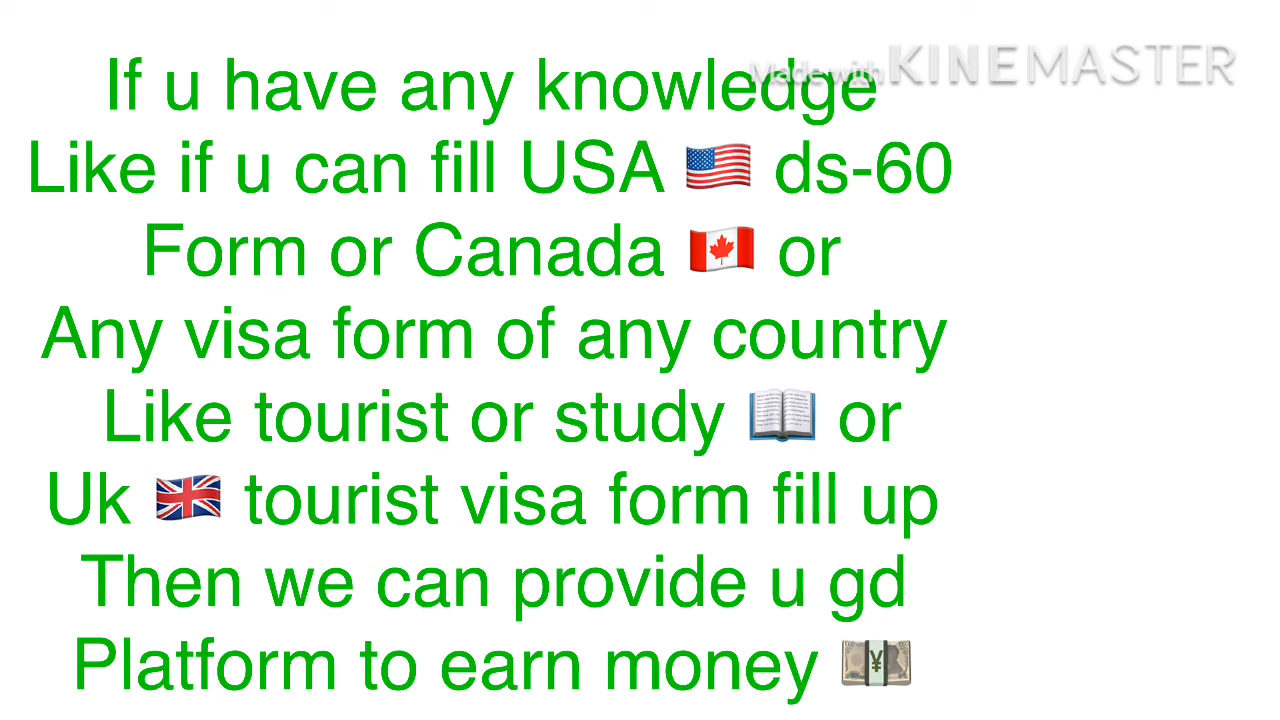 Made with KINEMASTER
If u have any knowledge
Like if u can fill USA 🇺🇸 ds-60
Form or Canada 🇨🇦 or
Any visa form of any country
Like tourist or study 📖 or
Uk 🇬🇧 tourist visa form fill up
Then we can provide u gd
Platform to earn money 💴